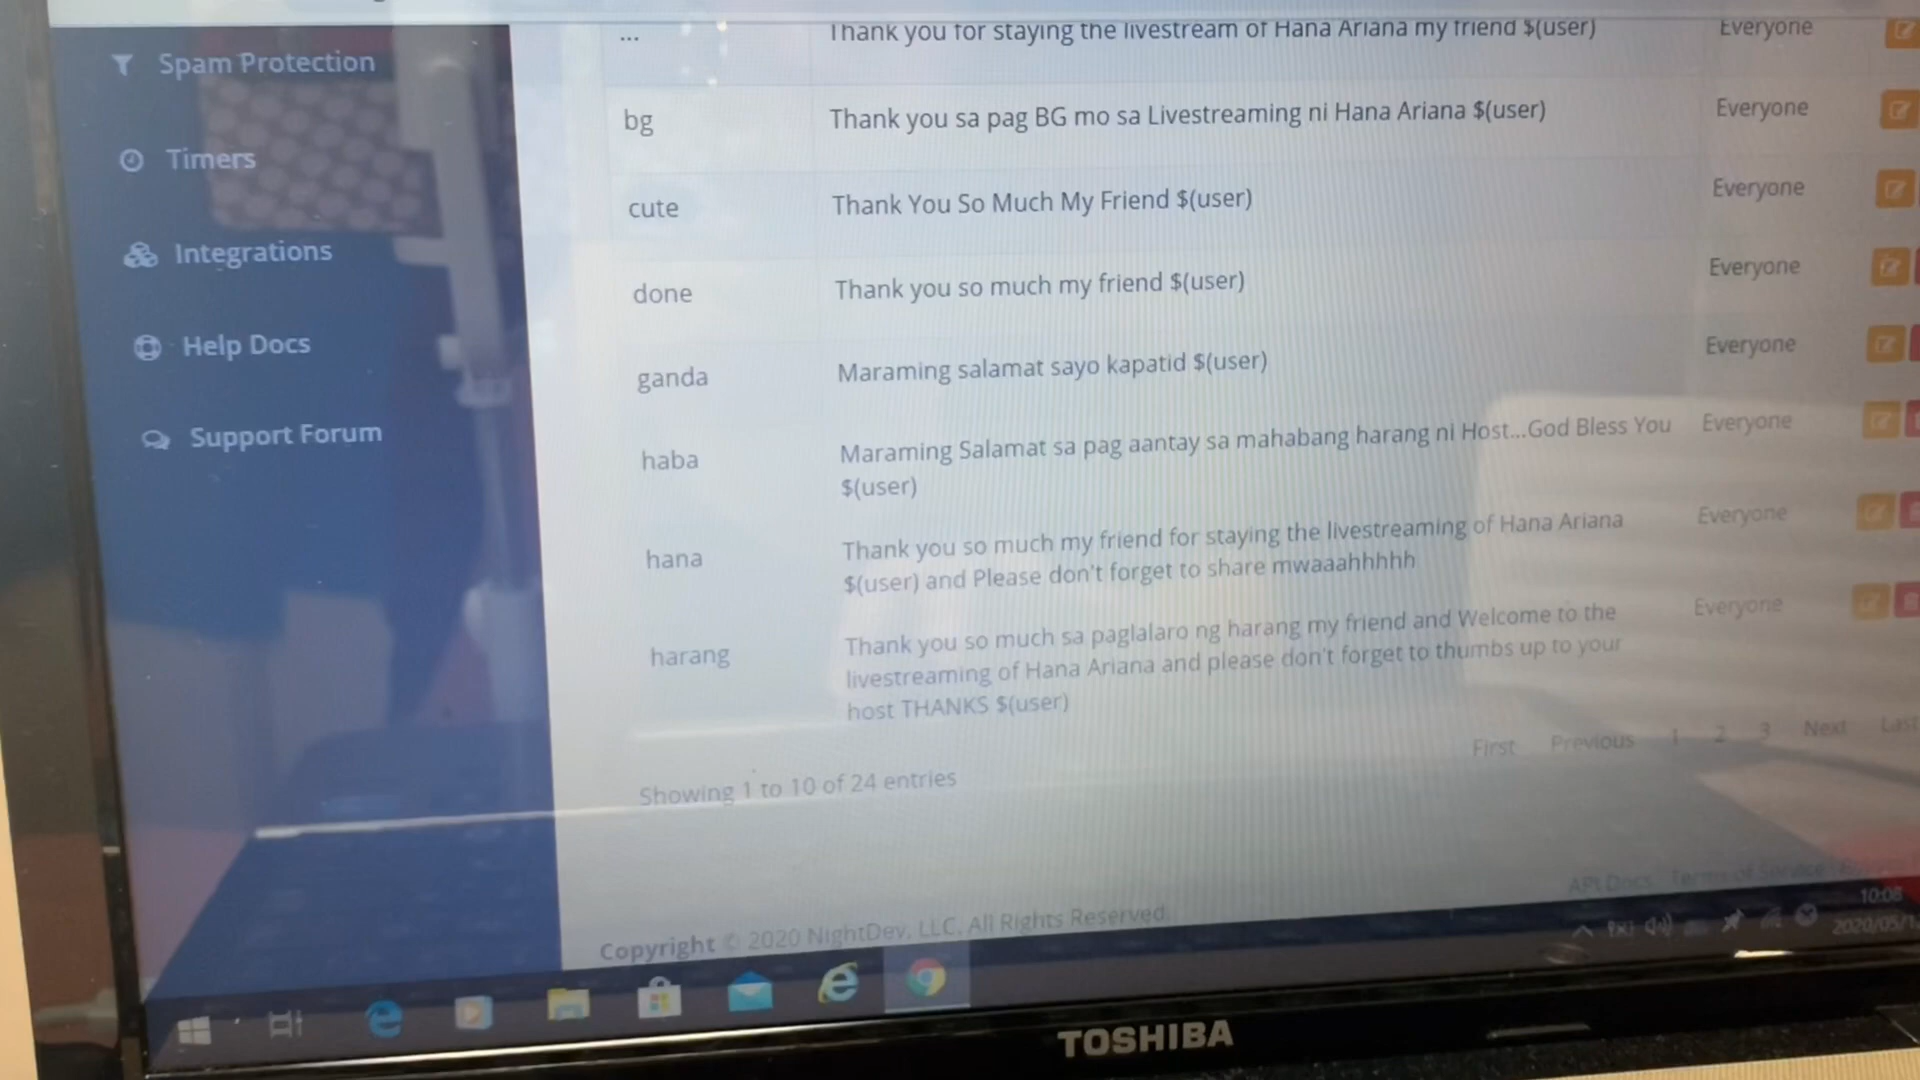 Spam Protection
Timers
Integrations
Help Docs
Support Forum
... Thank you for staying the livestream of Hana Ariana my friend $(user) Everyone
bg Thank you sa pag BG mo sa Livestreaming ni Hana Ariana $(user) Everyone
cute Thank You So Much My Friend $(user) Everyone
done Thank you so much my friend $(user) Everyone
ganda Maraming salamat sayo kapatid $(user) Everyone
haba Maraming Salamat sa pag aantay sa mahabang harang ni Host...God Bless You Everyone
$(user)
hana Thank you so much my friend for staying the livestreaming of Hana Ariana Everyone
$(user) and Please don't forget to share mwaaahhhhh
harang Thank you so much sa paglalaro ng harang my friend and Welcome to the Everyone
livestreaming of Hana Ariana and please don't forget to thumbs up to your
host THANKS $(user)
First Previous 1 2 3 Next Last
Showing 1 to 10 of 24 entries
API Docs Terms of Service
Copyright © 2020 NightDev, LLC. All Rights Reserved
10:08
TOSHIBA